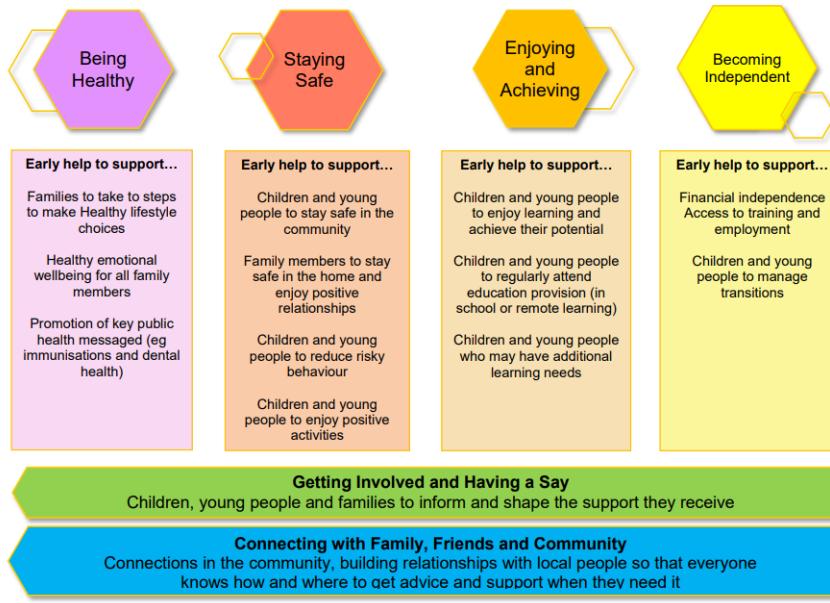 Being
Healthy
Staying
Safe
Enjoying
and
Achieving
Becoming
Independent
Early help to support…
Families to take to steps
to make Healthy lifestyle
choices
Healthy emotional
wellbeing for all family
members
Promotion of key public
health messaged (eg
immunisations and dental
health)
Early help to support…
Children and young
people to stay safe in the
community
Family members to stay
safe in the home and
enjoy positive
relationships
Children and young
people to reduce risky
behaviour
Children and young
people to enjoy positive
activities
Early help to support…
Children and young people
to enjoy learning and
achieve their potential
Children and young people
to regularly attend
education provision (in
school or remote learning)
Children and young people
who may have additional
learning needs
Early help to support…
Financial independence
Access to training and
employment
Children and young
people to manage
transitions
Getting Involved and Having a Say
Children, young people and families to inform and shape the support they receive
Connecting with Family, Friends and Community
Connections in the community, building relationships with local people so that everyone
knows how and where to get advice and support when they need it